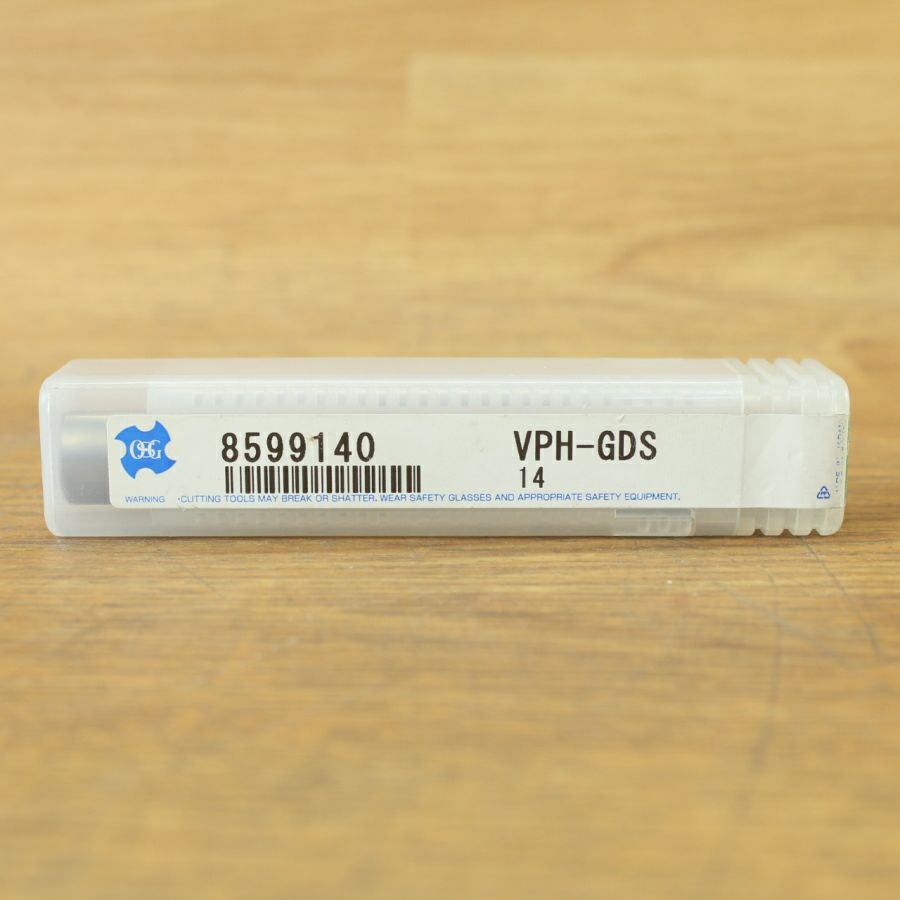 OSG
8599140
VPH-GDS
14
WARNING ·CUTTING TOOLS MAY BREAK OR SHATTER. WEAR SAFETY GLASSES AND APPROPRIATE SAFETY EQUIPMENT.